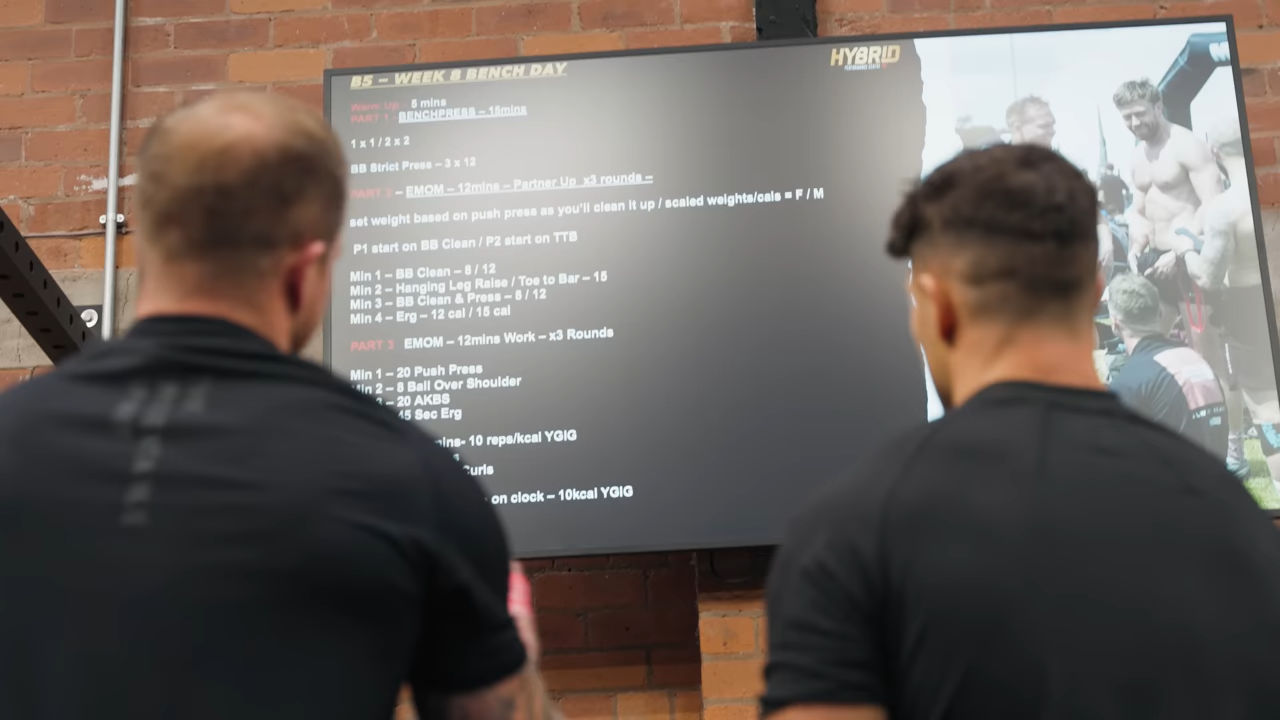 B5 – WEEK 8 BENCH DAY
HYBRID
PERFORMANCE CENTRE
Warm Up - 5 mins
PART 1 - BENCHPRESS – 15mins
1 x 1 / 2 x 2
BB Strict Press – 3 x 12
PART 2 – EMOM – 12mins – Partner Up x3 rounds –
set weight based on push press as you'll clean it up / scaled weights/cals = F / M
P1 start on BB Clean / P2 start on TTB
Min 1 – BB Clean – 8 / 12
Min 2 – Hanging Leg Raise / Toe to Bar – 15
Min 3 – BB Clean & Press – 8 / 12
Min 4 – Erg – 12 cal / 15 cal
PART 3 EMOM – 12mins Work – x3 Rounds
Min 1 – 20 Push Press
Min 2 – 8 Ball Over Shoulder
– 20 AKBS
45 Sec Erg
mins- 10 reps/kcal YGIG
Curls
on clock – 10kcal YGIG